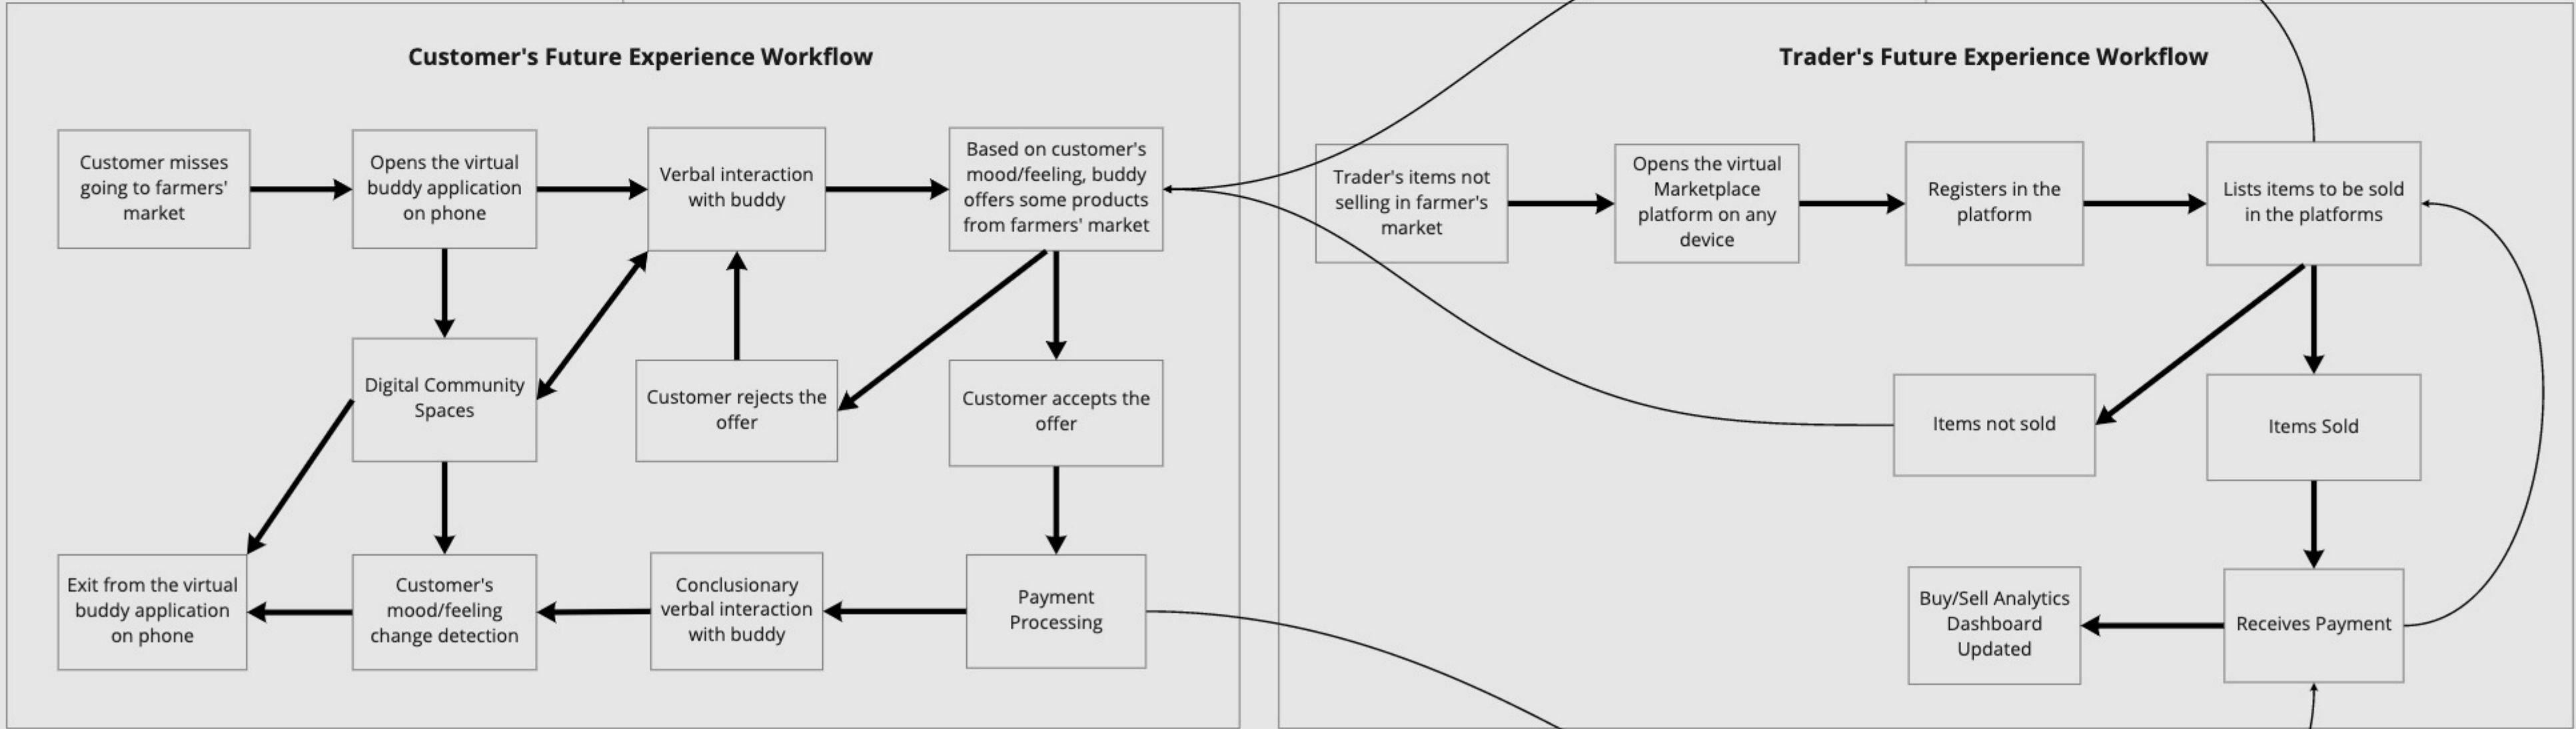 Customer's Future Experience Workflow
Customer misses
going to farmers'
market
Opens the virtual
buddy application
on phone
Verbal interaction
with buddy
Based on customer's
mood/feeling, buddy
offers some products
from farmers' market
Digital Community
Spaces
Customer rejects the
offer
Customer accepts the
offer
Exit from the virtual
buddy application
on phone
Customer's
mood/feeling
change detection
Conclusionary
verbal interaction
with buddy
Payment
Processing
Trader's Future Experience Workflow
Trader's items not
selling in farmer's
market
Opens the virtual
Marketplace
platform on any
device
Registers in the
platform
Lists items to be sold
in the platforms
Items not sold
Items Sold
Buy/Sell Analytics
Dashboard
Updated
Receives Payment